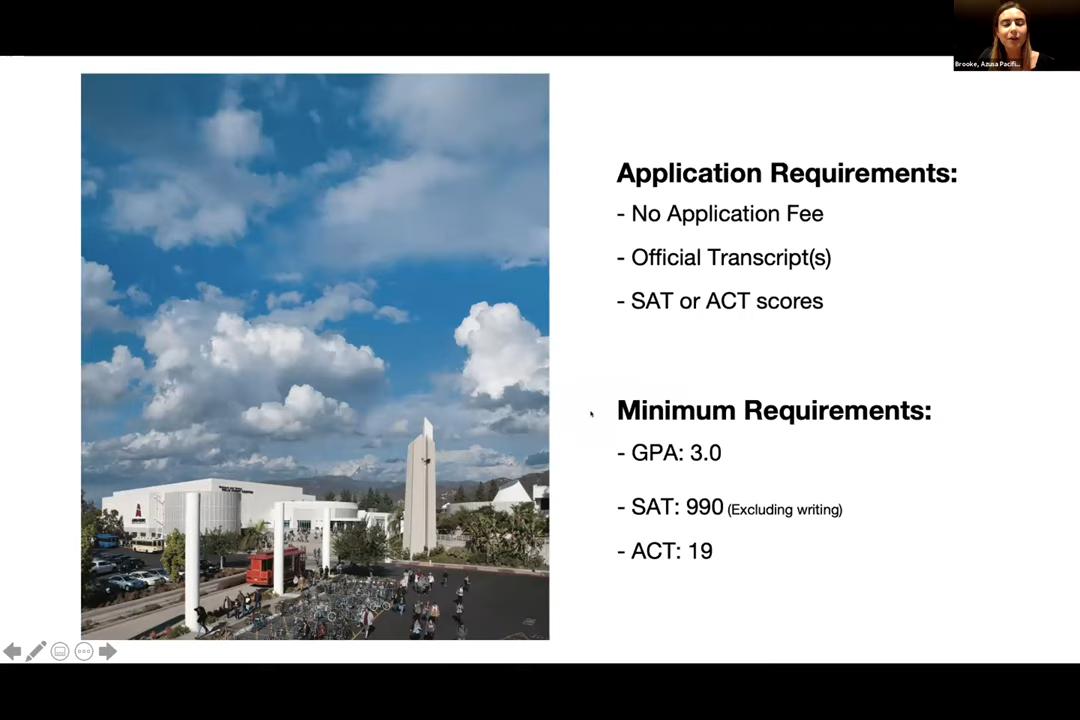 Brooke, Azusa Pacifi...
Application Requirements:
- No Application Fee
- Official Transcript(s)
- SAT or ACT scores
Minimum Requirements:
- GPA: 3.0
- SAT: 990 (Excluding writing)
- ACT: 19